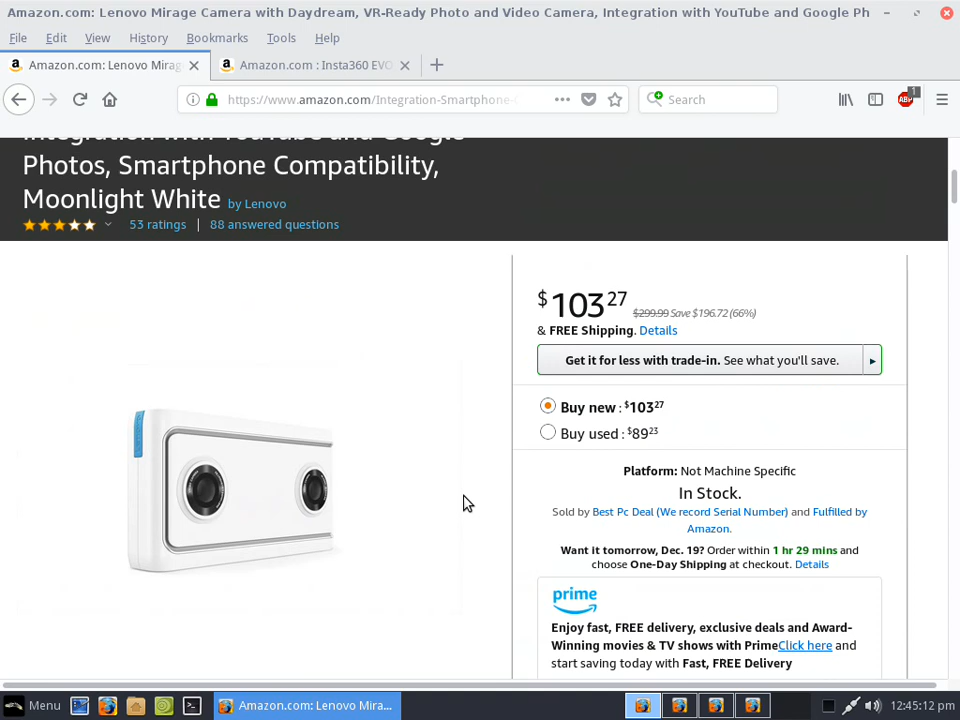 Amazon.com: Lenovo Mirage Camera with Daydream, VR-Ready Photo and Video Camera, Integration with YouTube and Google Ph
File Edit View History Bookmarks Tools Help
Amazon.com: Lenovo Mirag
Amazon.com : Insta360 EVO
https://www.amazon.com/Integration-Smartphone-C
Search
ABP 1
Integration with YouTube and Google
Photos, Smartphone Compatibility,
Moonlight White by Lenovo
53 ratings | 88 answered questions
$103 27 $299.99 Save $196.72 (66%)
& FREE Shipping. Details
Get it for less with trade-in. See what you'll save.
Buy new : $103 27
Buy used : $89 23
Platform: Not Machine Specific
In Stock.
Sold by Best Pc Deal (We record Serial Number) and Fulfilled by
Amazon.
Want it tomorrow, Dec. 19? Order within 1 hr 29 mins and
choose One-Day Shipping at checkout. Details
prime
Enjoy fast, FREE delivery, exclusive deals and Award-
Winning movies & TV shows with PrimeClick here and
start saving today with Fast, FREE Delivery
Menu
Amazon.com: Lenovo Mira...
12:45:12 pm